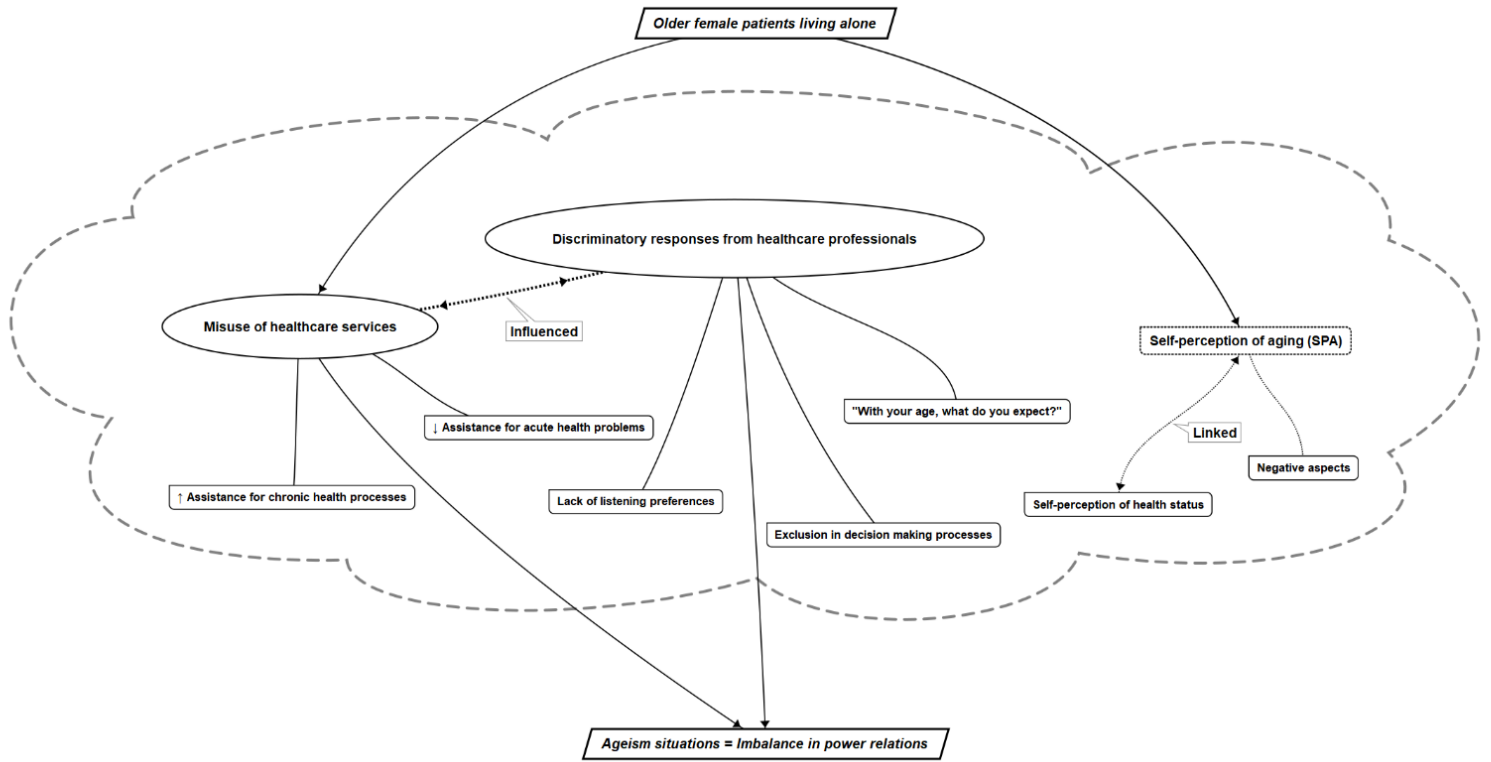 Older female patients living alone
Discriminatory responses from healthcare professionals
Misuse of healthcare services
Influenced
Self-perception of aging (SPA)
"With your age, what do you expect?"
↓ Assistance for acute health problems
Linked
Negative aspects
↑ Assistance for chronic health processes
Lack of listening preferences
Self-perception of health status
Exclusion in decision making processes
Ageism situations = Imbalance in power relations